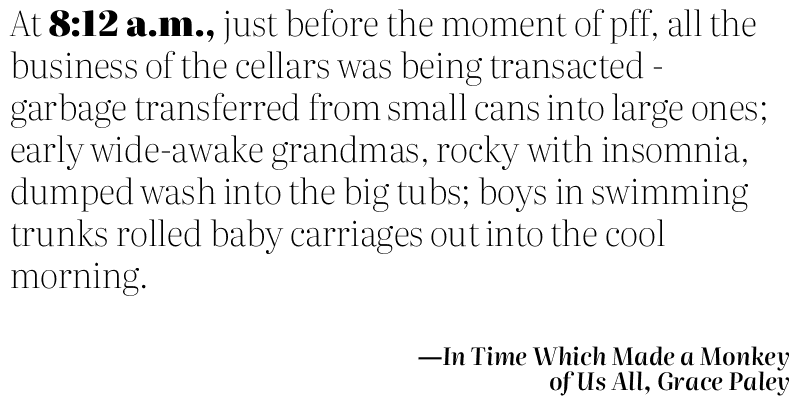 At 8:12 a.m., just before the moment of pff, all the
business of the cellars was being transacted -
garbage transferred from small cans into large ones;
early wide-awake grandmas, rocky with insomnia,
dumped wash into the big tubs; boys in swimming
trunks rolled baby carriages out into the cool
morning.
—In Time Which Made a Monkey
of Us All, Grace Paley